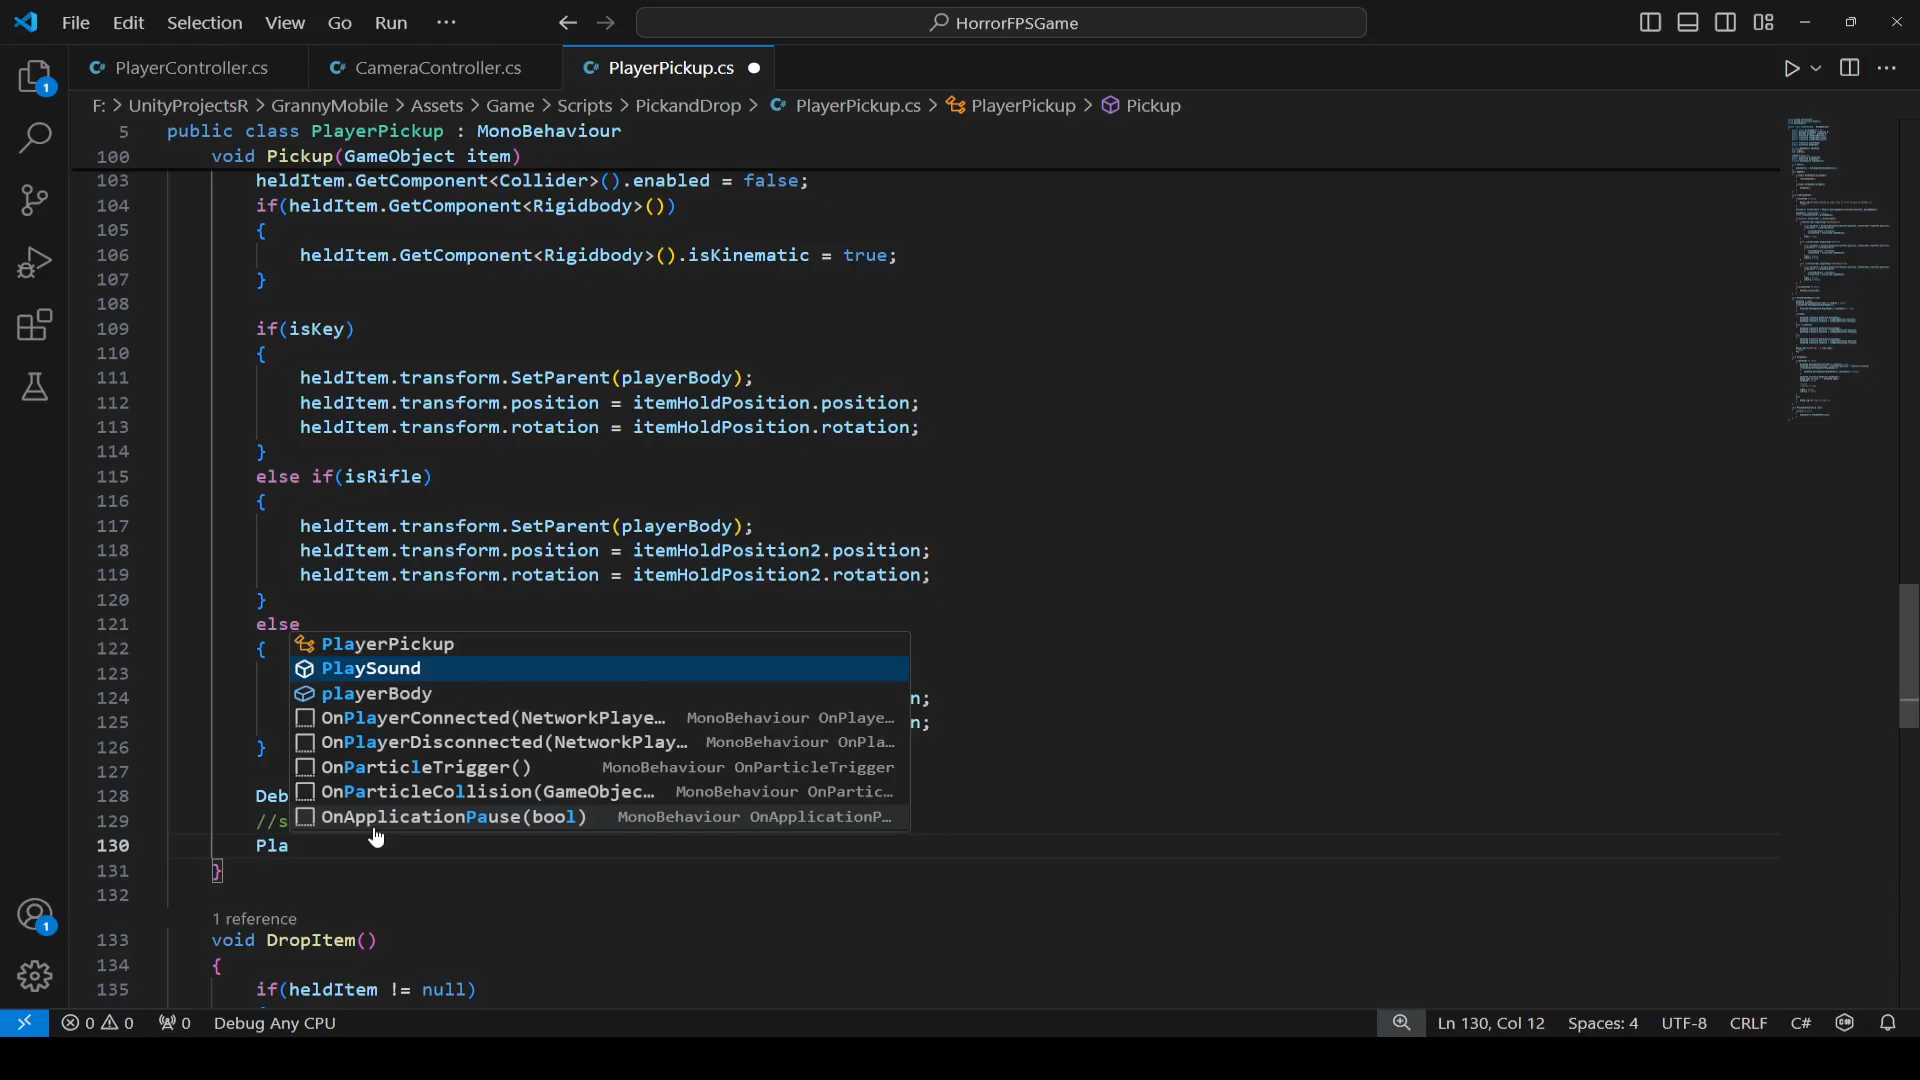 File Edit Selection View Go Run ··· HorrorFPSGame
PlayerController.cs CameraController.cs PlayerPickup.cs
F: > UnityProjectsR > GrannyMobile > Assets > Game > Scripts > PickandDrop > PlayerPickup.cs > PlayerPickup > Pickup
5 public class PlayerPickup : MonoBehaviour
100 void Pickup(GameObject item)
103 heldItem.GetComponent<Collider>().enabled = false;
104 if(heldItem.GetComponent<Rigidbody>())
105 {
106 heldItem.GetComponent<Rigidbody>().isKinematic = true;
107 }
108
109 if(isKey)
110 {
111 heldItem.transform.SetParent(playerBody);
112 heldItem.transform.position = itemHoldPosition.position;
113 heldItem.transform.rotation = itemHoldPosition.rotation;
114 }
115 else if(isRifle)
116 {
117 heldItem.transform.SetParent(playerBody);
118 heldItem.transform.position = itemHoldPosition2.position;
119 heldItem.transform.rotation = itemHoldPosition2.rotation;
120 }
121 else
122 {
PlayerPickup
123
PlaySound
124 n;
playerBody
125 n;
OnPlayerConnected(NetworkPlaye… MonoBehaviour OnPlaye…
126 }
OnPlayerDisconnected(NetworkPlay… MonoBehaviour OnPla…
127
OnParticleTrigger() MonoBehaviour OnParticleTrigger
128 Deb
OnParticleCollision(GameObjec… MonoBehaviour OnPartic…
129 //s
OnApplicationPause(bool) MonoBehaviour OnApplicationP…
130 Pla
131 }
132
1 reference
133 void DropItem()
134 {
135 if(heldItem != null)
0 0 0 Debug Any CPU Ln 130, Col 12 Spaces: 4 UTF-8 CRLF C#